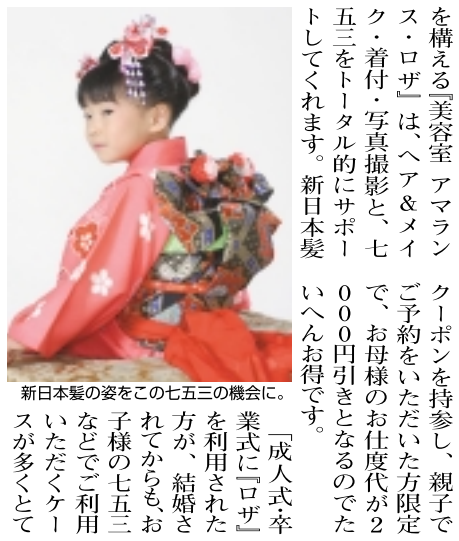 を構える『美容室 アマラン
ス・ロザ』は、ヘア＆メイ
ク・着付・写真撮影と、七
五三をトータル的にサポー
トしてくれます。新日本髪
クーポンを持参し、親子で
ご予約をいただいた方限定
で、お母様のお仕度代が２
０００円引きとなるのでた
いへんお得です。
新日本髪の姿をこの七五三の機会に。
「成人式・卒
業式に『ロザ』
を利用された
方が、結婚さ
れてからも、お
子様の七五三
などでご利用
いただくケー
スが多くとて